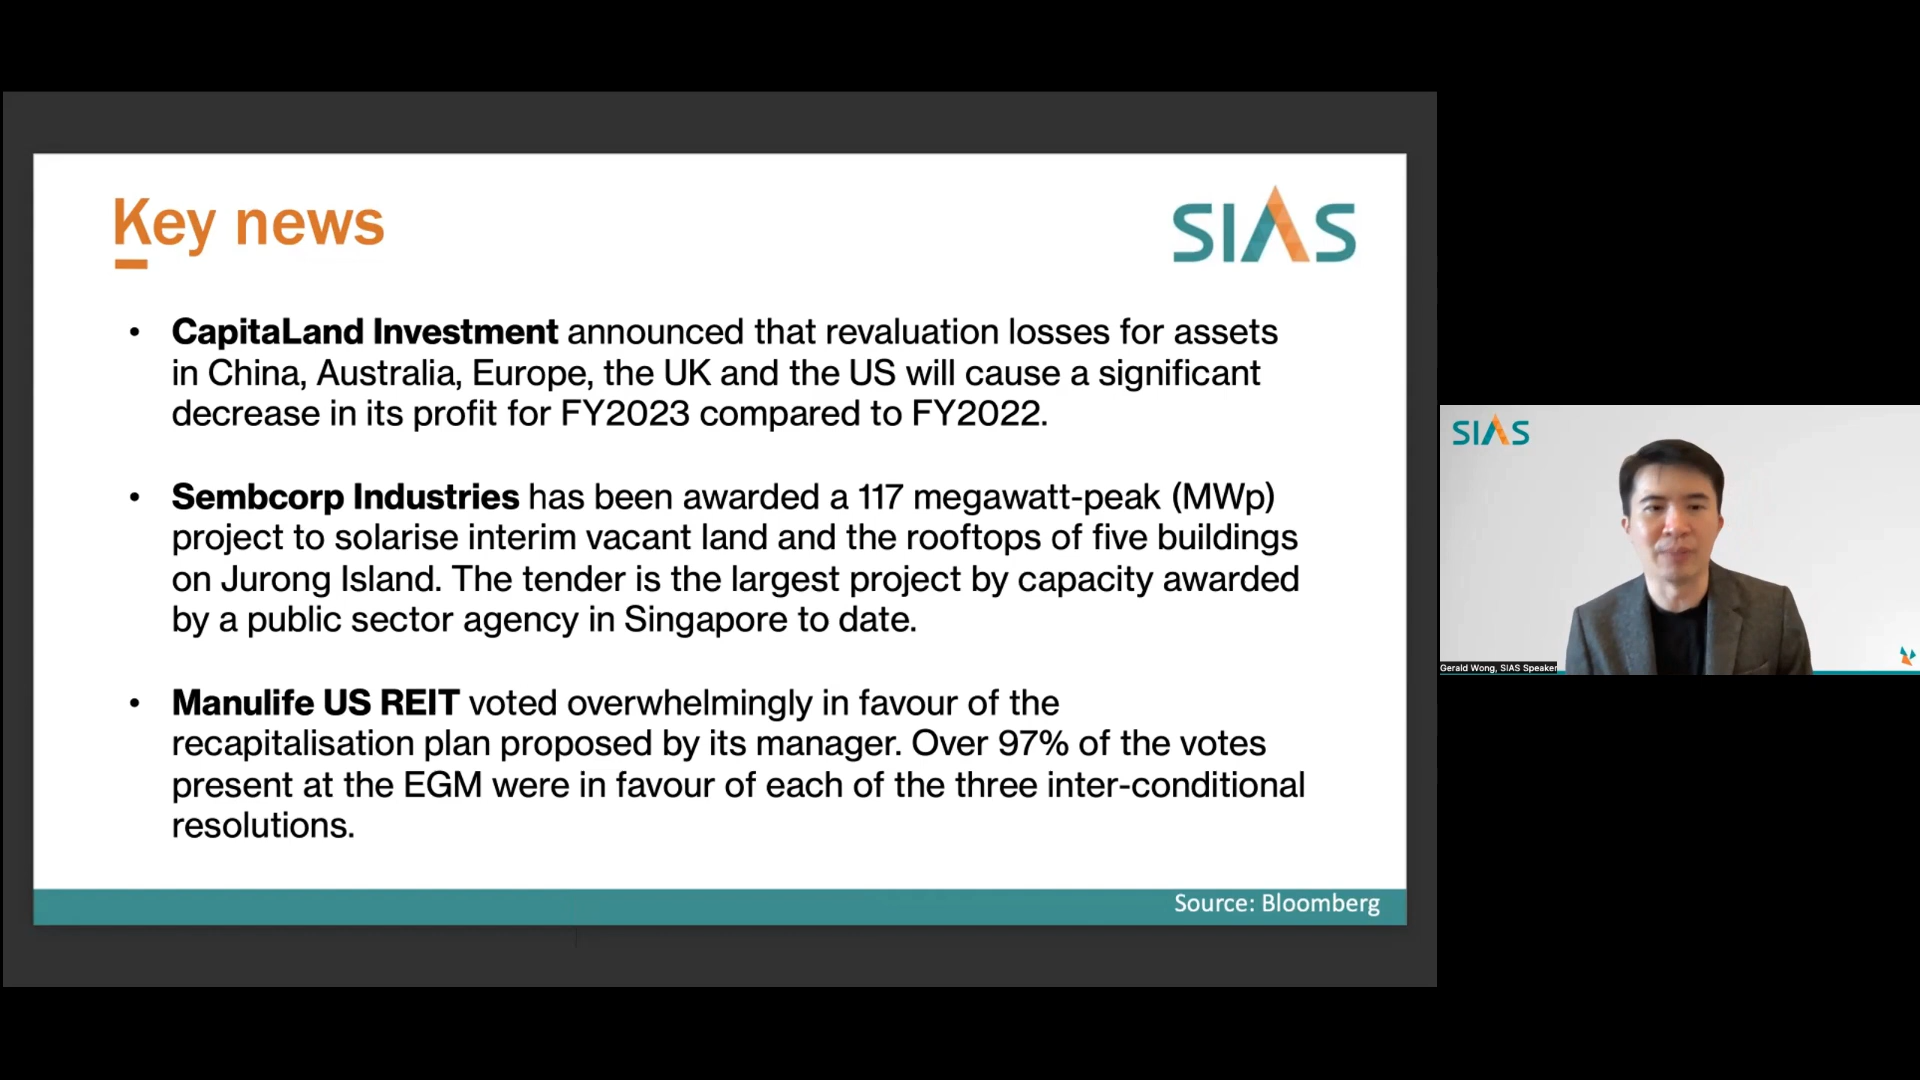 Key news
SIAS
• CapitaLand Investment announced that revaluation losses for assets
in China, Australia, Europe, the UK and the US will cause a significant
decrease in its profit for FY2023 compared to FY2022.
• Sembcorp Industries has been awarded a 117 megawatt-peak (MWp)
project to solarise interim vacant land and the rooftops of five buildings
on Jurong Island. The tender is the largest project by capacity awarded
by a public sector agency in Singapore to date.
• Manulife US REIT voted overwhelmingly in favour of the
recapitalisation plan proposed by its manager. Over 97% of the votes
present at the EGM were in favour of each of the three inter-conditional
resolutions.
Source: Bloomberg
SIAS
Gerald Wong, SIAS Speaker